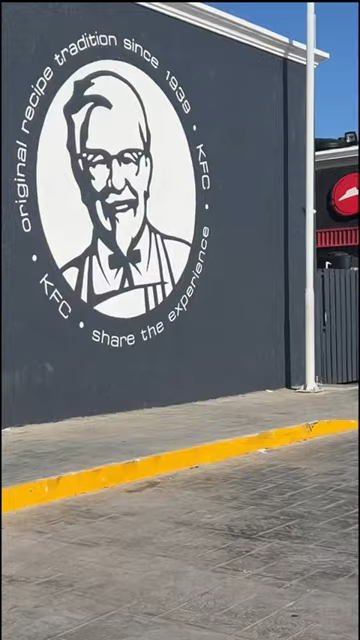 original recipe tradition since 1939 • KFC •
• KFC • share the experience